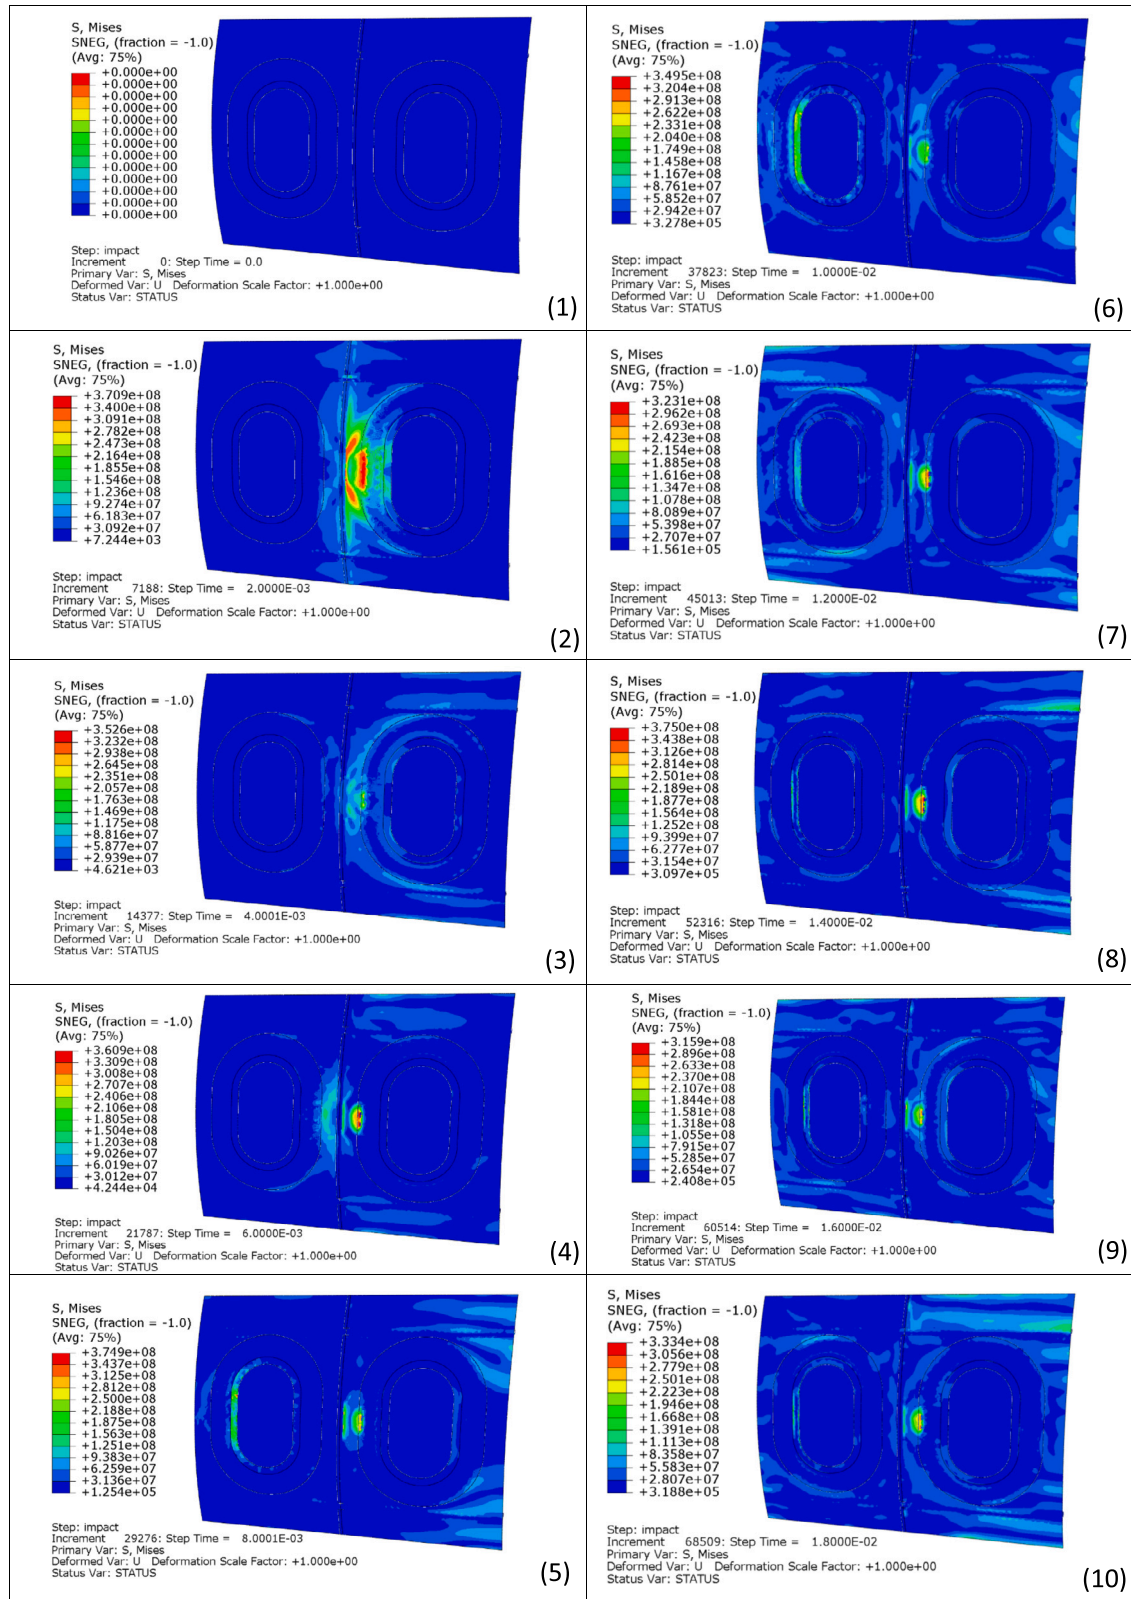 S, Mises
SNEG, (fraction = -1.0)
(Avg: 75%)
+0.000e+00
+0.000e+00
+0.000e+00
+0.000e+00
+0.000e+00
+0.000e+00
+0.000e+00
+0.000e+00
+0.000e+00
+0.000e+00
+0.000e+00
+0.000e+00
+0.000e+00
Step: impact
Increment 0: Step Time = 0.0
Primary Var: S, Mises
Deformed Var: U Deformation Scale Factor: +1.000e+00
Status Var: STATUS
(1)
S, Mises
SNEG, (fraction = -1.0)
(Avg: 75%)
+3.709e+08
+3.400e+08
+3.091e+08
+2.782e+08
+2.473e+08
+2.164e+08
+1.855e+08
+1.546e+08
+1.236e+08
+9.274e+07
+6.183e+07
+3.092e+07
+7.244e+03
Step: impact
Increment 7188: Step Time = 2.0000E-03
Primary Var: S, Mises
Deformed Var: U Deformation Scale Factor: +1.000e+00
Status Var: STATUS
(2)
S, Mises
SNEG, (fraction = -1.0)
(Avg: 75%)
+3.526e+08
+3.232e+08
+2.938e+08
+2.645e+08
+2.351e+08
+2.057e+08
+1.763e+08
+1.469e+08
+1.175e+08
+8.816e+07
+5.877e+07
+2.939e+07
+4.621e+03
Step: impact
Increment 14377: Step Time = 4.0001E-03
Primary Var: S, Mises
Deformed Var: U Deformation Scale Factor: +1.000e+00
Status Var: STATUS
(3)
S, Mises
SNEG, (fraction = -1.0)
(Avg: 75%)
+3.609e+08
+3.309e+08
+3.008e+08
+2.707e+08
+2.406e+08
+2.106e+08
+1.805e+08
+1.504e+08
+1.203e+08
+9.026e+07
+6.019e+07
+3.012e+07
+4.244e+04
Step: impact
Increment 21787: Step Time = 6.0000E-03
Primary Var: S, Mises
Deformed Var: U Deformation Scale Factor: +1.000e+00
Status Var: STATUS
(4)
S, Mises
SNEG, (fraction = -1.0)
(Avg: 75%)
+3.749e+08
+3.437e+08
+3.125e+08
+2.812e+08
+2.500e+08
+2.188e+08
+1.875e+08
+1.563e+08
+1.251e+08
+9.383e+07
+6.259e+07
+3.136e+07
+1.254e+05
Step: impact
Increment 29276: Step Time = 8.0001E-03
Primary Var: S, Mises
Deformed Var: U Deformation Scale Factor: +1.000e+00
Status Var: STATUS
(5)
S, Mises
SNEG, (fraction = -1.0)
(Avg: 75%)
+3.495e+08
+3.204e+08
+2.913e+08
+2.622e+08
+2.331e+08
+2.040e+08
+1.749e+08
+1.458e+08
+1.167e+08
+8.761e+07
+5.852e+07
+2.942e+07
+3.278e+05
Step: impact
Increment 37823: Step Time = 1.0000E-02
Primary Var: S, Mises
Deformed Var: U Deformation Scale Factor: +1.000e+00
Status Var: STATUS
(6)
S, Mises
SNEG, (fraction = -1.0)
(Avg: 75%)
+3.231e+08
+2.962e+08
+2.693e+08
+2.423e+08
+2.154e+08
+1.885e+08
+1.616e+08
+1.347e+08
+1.078e+08
+8.089e+07
+5.398e+07
+2.707e+07
+1.561e+05
Step: impact
Increment 45013: Step Time = 1.2000E-02
Primary Var: S, Mises
Deformed Var: U Deformation Scale Factor: +1.000e+00
Status Var: STATUS
(7)
S, Mises
SNEG, (fraction = -1.0)
(Avg: 75%)
+3.750e+08
+3.438e+08
+3.126e+08
+2.814e+08
+2.501e+08
+2.189e+08
+1.877e+08
+1.564e+08
+1.252e+08
+9.399e+07
+6.277e+07
+3.154e+07
+3.097e+05
Step: impact
Increment 52316: Step Time = 1.4000E-02
Primary Var: S, Mises
Deformed Var: U Deformation Scale Factor: +1.000e+00
Status Var: STATUS
(8)
S, Mises
SNEG, (fraction = -1.0)
(Avg: 75%)
+3.159e+08
+2.896e+08
+2.633e+08
+2.370e+08
+2.107e+08
+1.844e+08
+1.581e+08
+1.318e+08
+1.055e+08
+7.915e+07
+5.285e+07
+2.654e+07
+2.408e+05
Step: impact
Increment 60514: Step Time = 1.6000E-02
Primary Var: S, Mises
Deformed Var: U Deformation Scale Factor: +1.000e+00
Status Var: STATUS
(9)
S, Mises
SNEG, (fraction = -1.0)
(Avg: 75%)
+3.334e+08
+3.056e+08
+2.779e+08
+2.501e+08
+2.223e+08
+1.946e+08
+1.668e+08
+1.391e+08
+1.113e+08
+8.358e+07
+5.583e+07
+2.807e+07
+3.188e+05
Step: impact
Increment 68509: Step Time = 1.8000E-02
Primary Var: S, Mises
Deformed Var: U Deformation Scale Factor: +1.000e+00
Status Var: STATUS
(10)